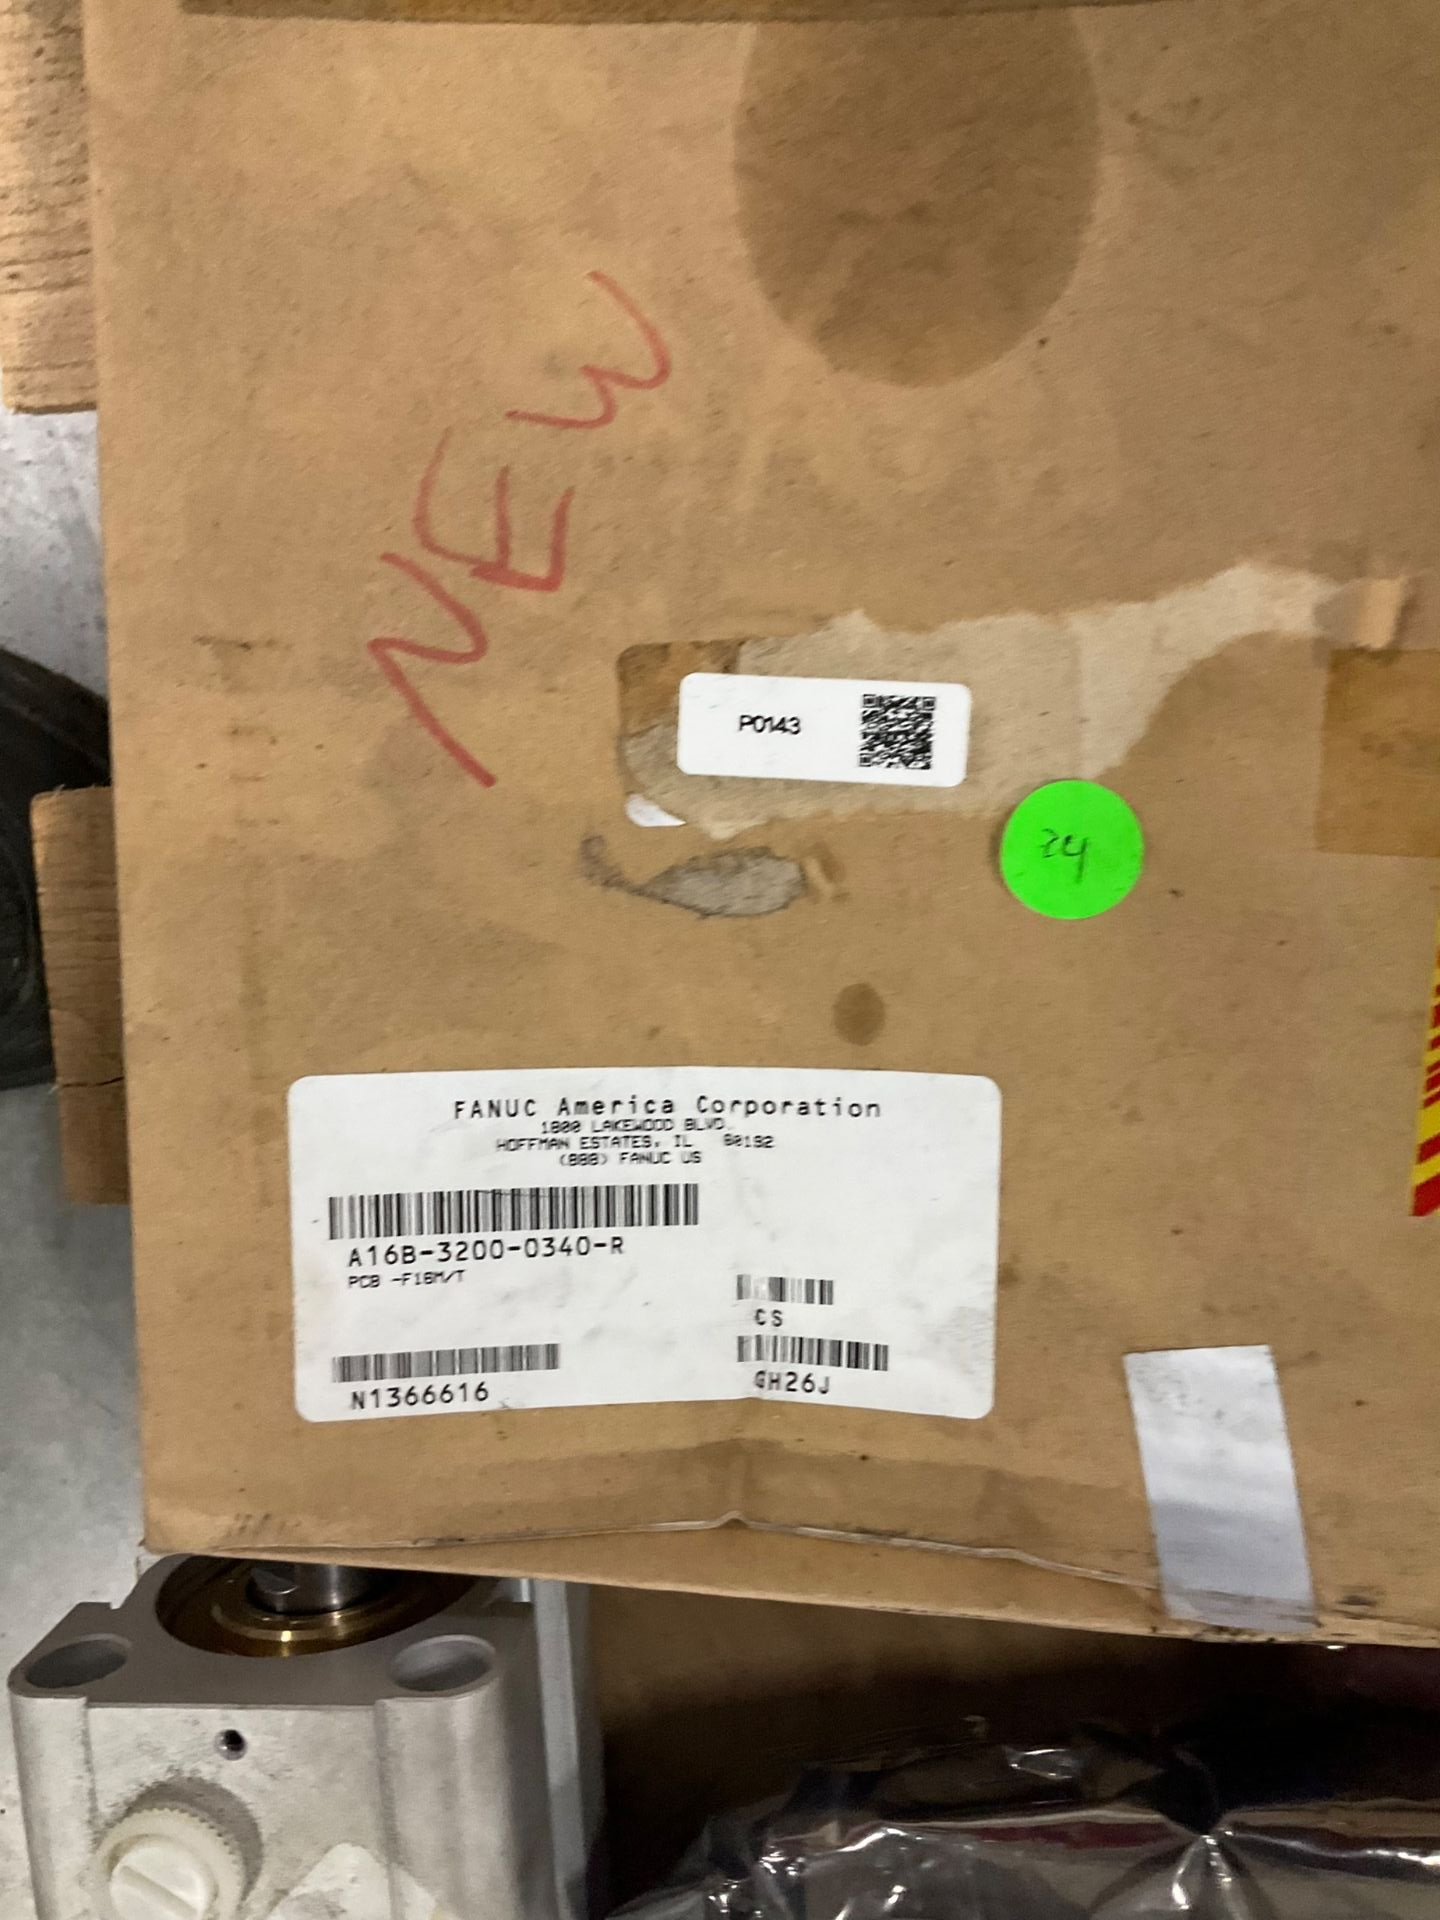 NEW
P0143
24
FANUC America Corporation
1800 LAKEWOOD BLVD.
HOFFMAN ESTATES, IL 60192
(888) FANUC US
A16B-3200-0340-R
PCB -F16M/T
CS
N1366616
GH26J